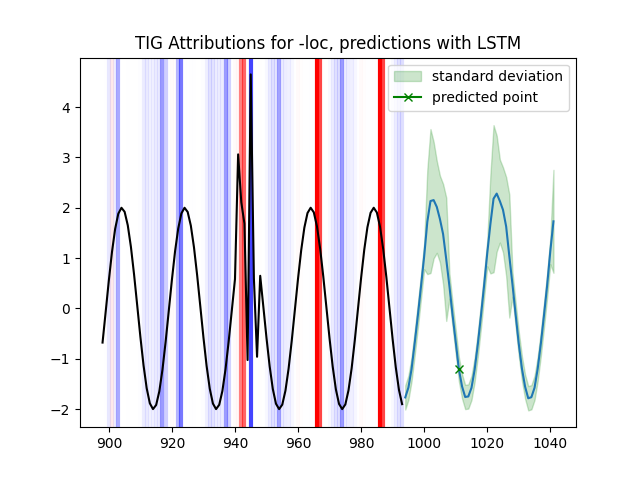 TIG Attributions for -loc, predictions with LSTM
standard deviation
predicted point
4
3
2
1
0
−1
−2
900 920 940 960 980 1000 1020 1040